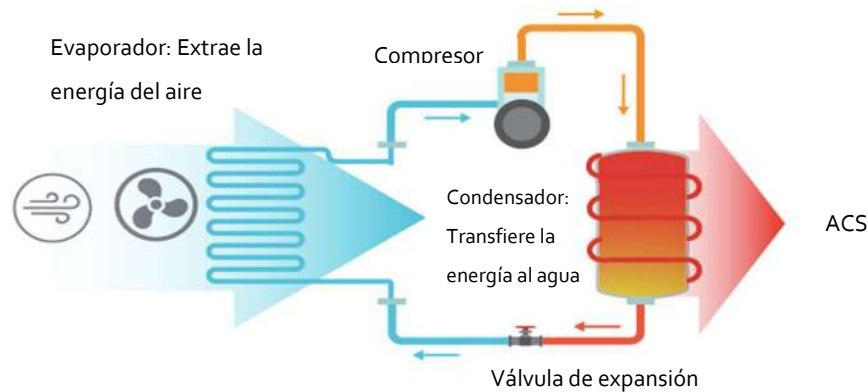 Evaporador: Extrae la
energía del aire
Compresor
Condensador:
Transfiere la
energía al agua
ACS
Válvula de expansión